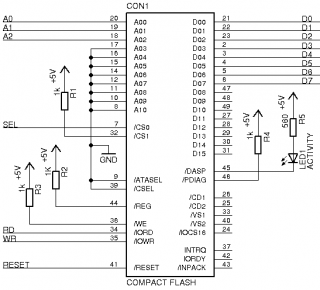 CON1
A0 20 A00 D00 21 D0
A1 19 A01 D01 22 D1
A2 18 A02 D02 23 D2
17 A03 D03 2 D3
16 A04 D04 3 D4
15 A05 D05 4 D5
14 A06 D06 5 D6
12 A07 D07 6 D7
11 A08 D08 47
10 A09 D09 48
8 A10 D10 49
D11 27
D12 28
D13 29
D14 30
D15 31
+5V
1k
R1
SEL 7 /CS0
32 /CS1
GND
9 /ATASEL
39 /CSEL
+5V
1K
R2
44 /REG
+5V
1k
R3
36 /WE
RD 34 /IORD
WR 35 /IOWR
RESET 41 /RESET
/DASP 45
/PDIAG 46
+5V
1k
R4
+5V
560
R5
LED1
ACTIVITY
/CD1 26
/CD2 25
/VS1 33
/VS2 40
/IOCS16 24
INTRQ 37
IORDY 42
/INPACK 43
COMPACT FLASH